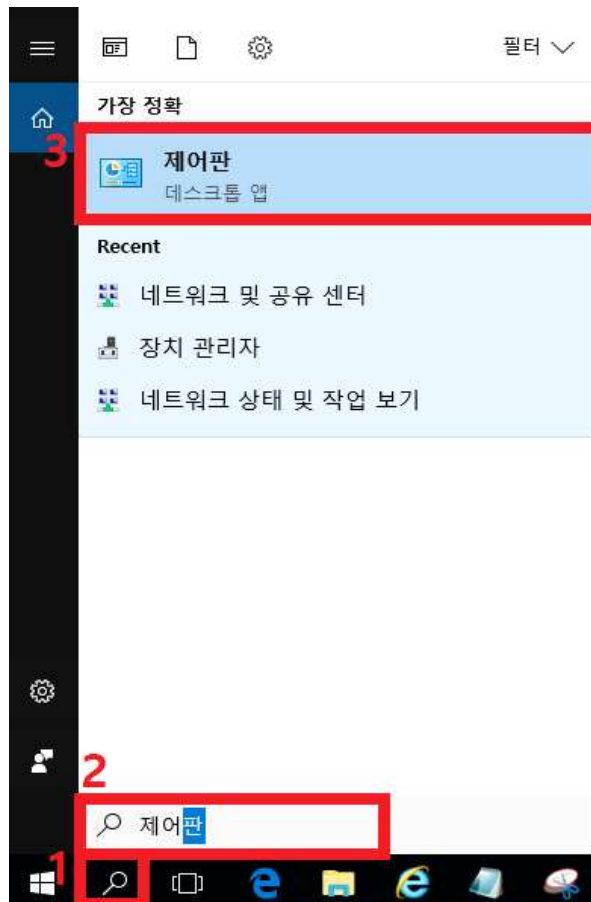 필터
가장 정확
3
제어판
데스크톱 앱
Recent
네트워크 및 공유 센터
장치 관리자
네트워크 상태 및 작업 보기
2
제어판
1